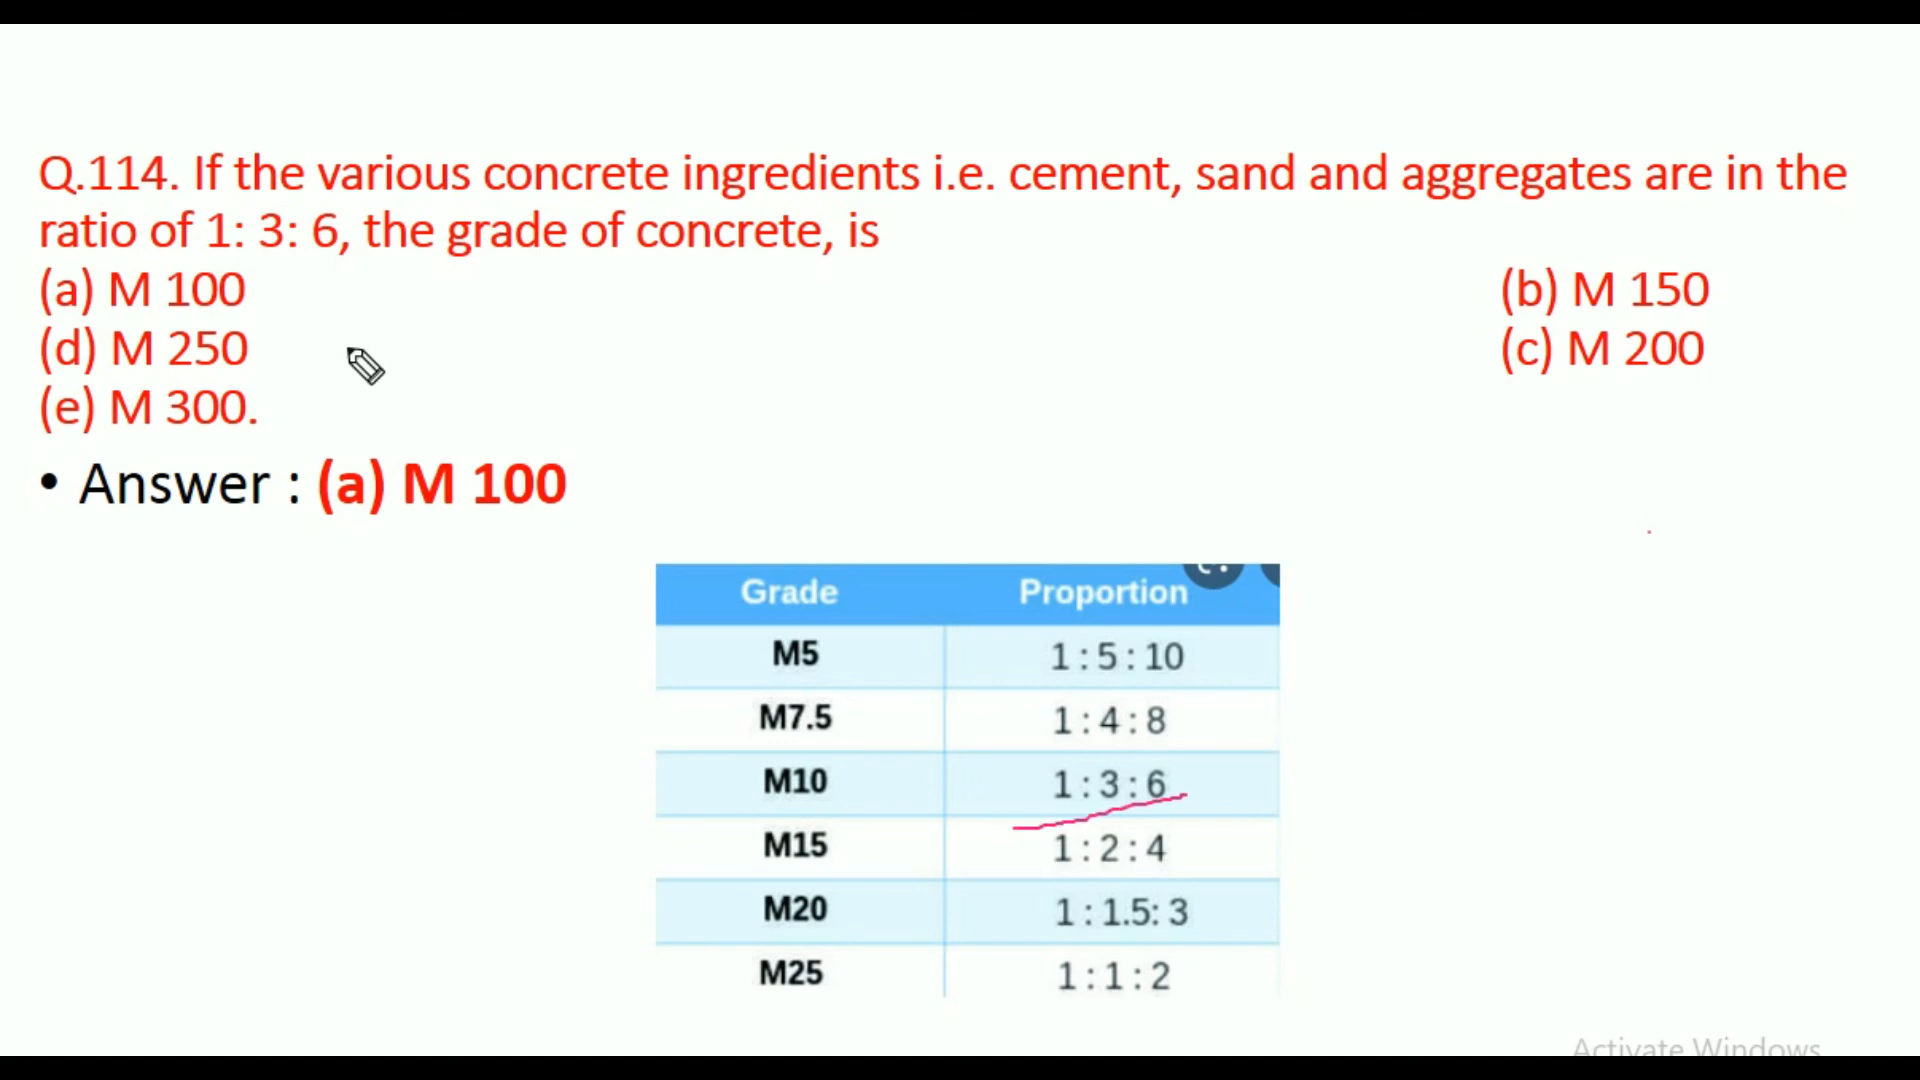 Q.114. If the various concrete ingredients i.e. cement, sand and aggregates are in the
ratio of 1: 3: 6, the grade of concrete, is
(a) M 100 (b) M 150
(d) M 250 (c) M 200
(e) M 300.
• Answer : (a) M 100
Grade Proportion
M5 1 : 5 : 10
M7.5 1 : 4 : 8
M10 1 : 3 : 6
M15 1 : 2 : 4
M20 1 : 1.5: 3
M25 1 : 1 : 2
Activate Windows